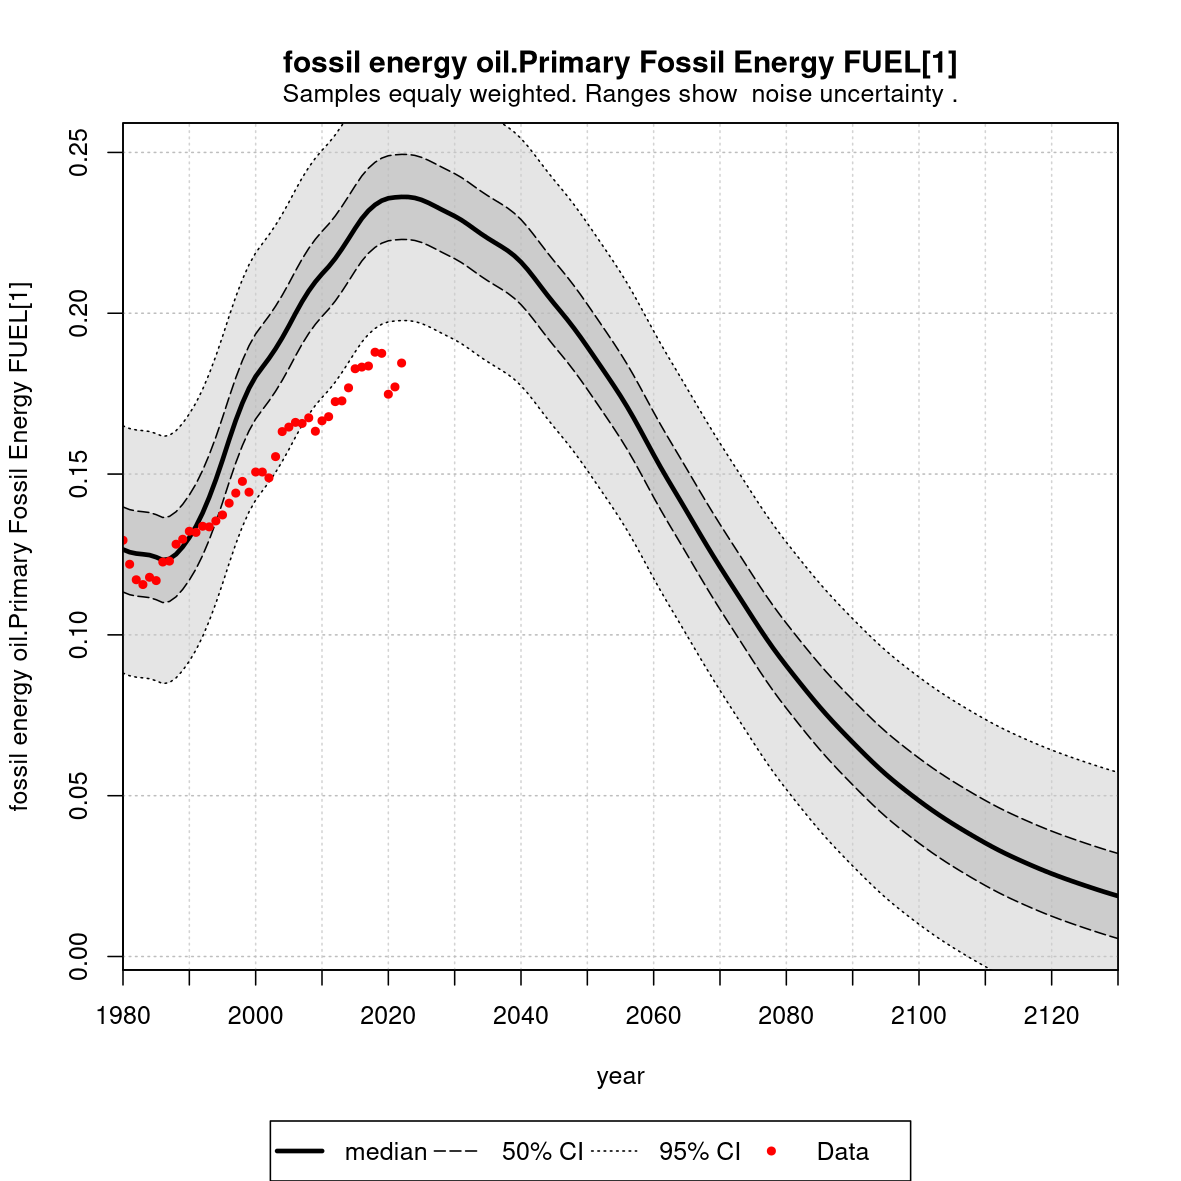 fossil energy oil.Primary Fossil Energy FUEL[1]
Samples equaly weighted. Ranges show  noise uncertainty .
fossil energy oil.Primary Fossil Energy FUEL[1]
0.25
0.20
0.15
0.10
0.05
0.00
1980 2000 2020 2040 2060 2080 2100 2120
year
median 50% CI 95% CI Data